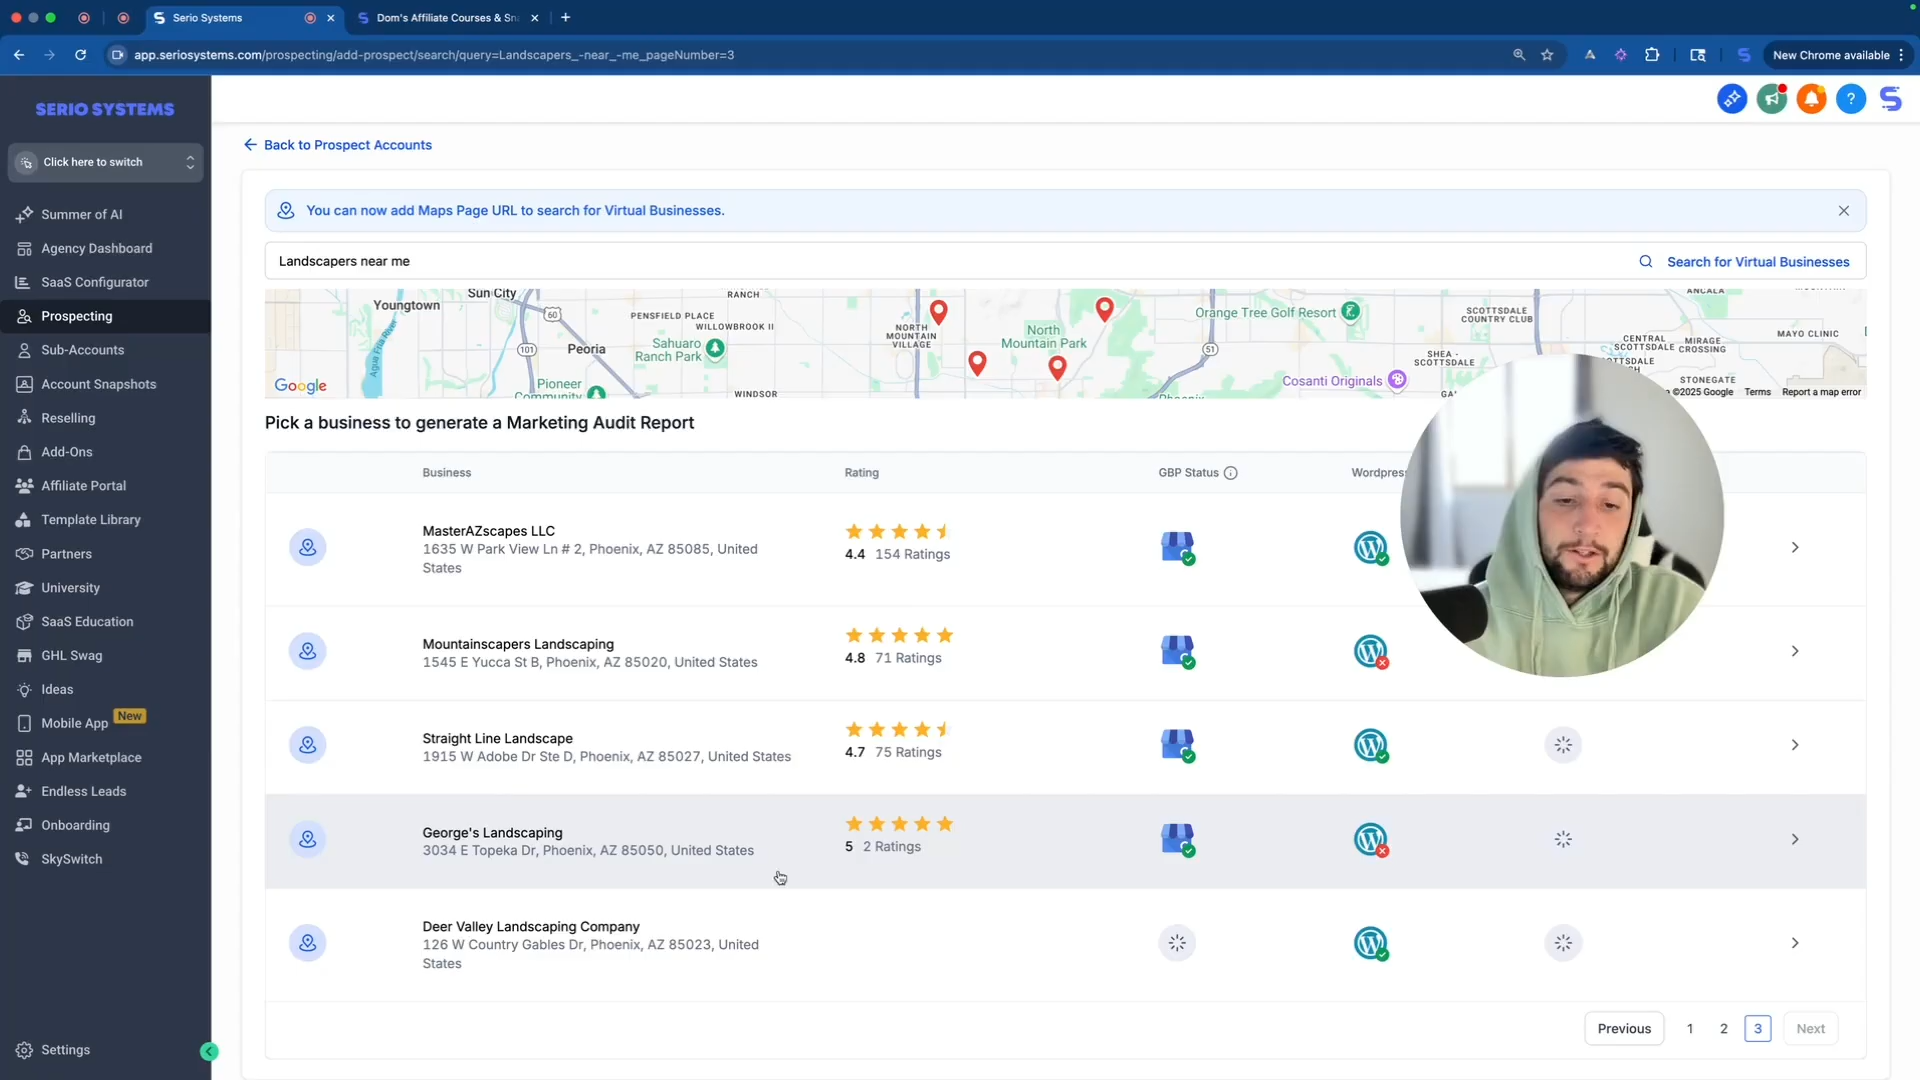 Serio Systems
Dom's Affiliate Courses & Sn
app.seriosystems.com/prospecting/add-prospect/search/query=Landscapers_-near_-me_pageNumber=3
New Chrome available
SERIO SYSTEMS
Click here to switch
Summer of AI
Agency Dashboard
SaaS Configurator
Prospecting
Sub-Accounts
Account Snapshots
Reselling
Add-Ons
Affiliate Portal
Template Library
Partners
University
SaaS Education
GHL Swag
Ideas
Mobile App New
App Marketplace
Endless Leads
Onboarding
SkySwitch
Settings
Back to Prospect Accounts
You can now add Maps Page URL to search for Virtual Businesses.
Landscapers near me
Search for Virtual Businesses
Youngtown
Sun City
60
101
Peoria
Pioneer
Community
RANCH
PENSFIELD PLACE
WILLOWBROOK II
Sahuaro
Ranch Park
WINDSOR
NORTH
MOUNTAIN
VILLAGE
North
Mountain Park
51
Orange Tree Golf Resort
SHEA -
SCOTTSDALE
Cosanti Originals
Phoenix
SCOTTSDALE
COUNTRY CLUB
ANCALA
CENTRAL
SCOTTSDALE
MIRAGE
CROSSING
MAYO CLINIC
STONEGATE
Google
©2025 Google
Terms
Report a map error
Pick a business to generate a Marketing Audit Report
Business
Rating
GBP Status
Wordpress
MasterAZscapes LLC
1635 W Park View Ln # 2, Phoenix, AZ 85085, United
States
4.4 154 Ratings
Mountainscapers Landscaping
1545 E Yucca St B, Phoenix, AZ 85020, United States
4.8 71 Ratings
Straight Line Landscape
1915 W Adobe Dr Ste D, Phoenix, AZ 85027, United States
4.7 75 Ratings
George's Landscaping
3034 E Topeka Dr, Phoenix, AZ 85050, United States
5 2 Ratings
Deer Valley Landscaping Company
126 W Country Gables Dr, Phoenix, AZ 85023, United
States
Previous 1 2 3 Next